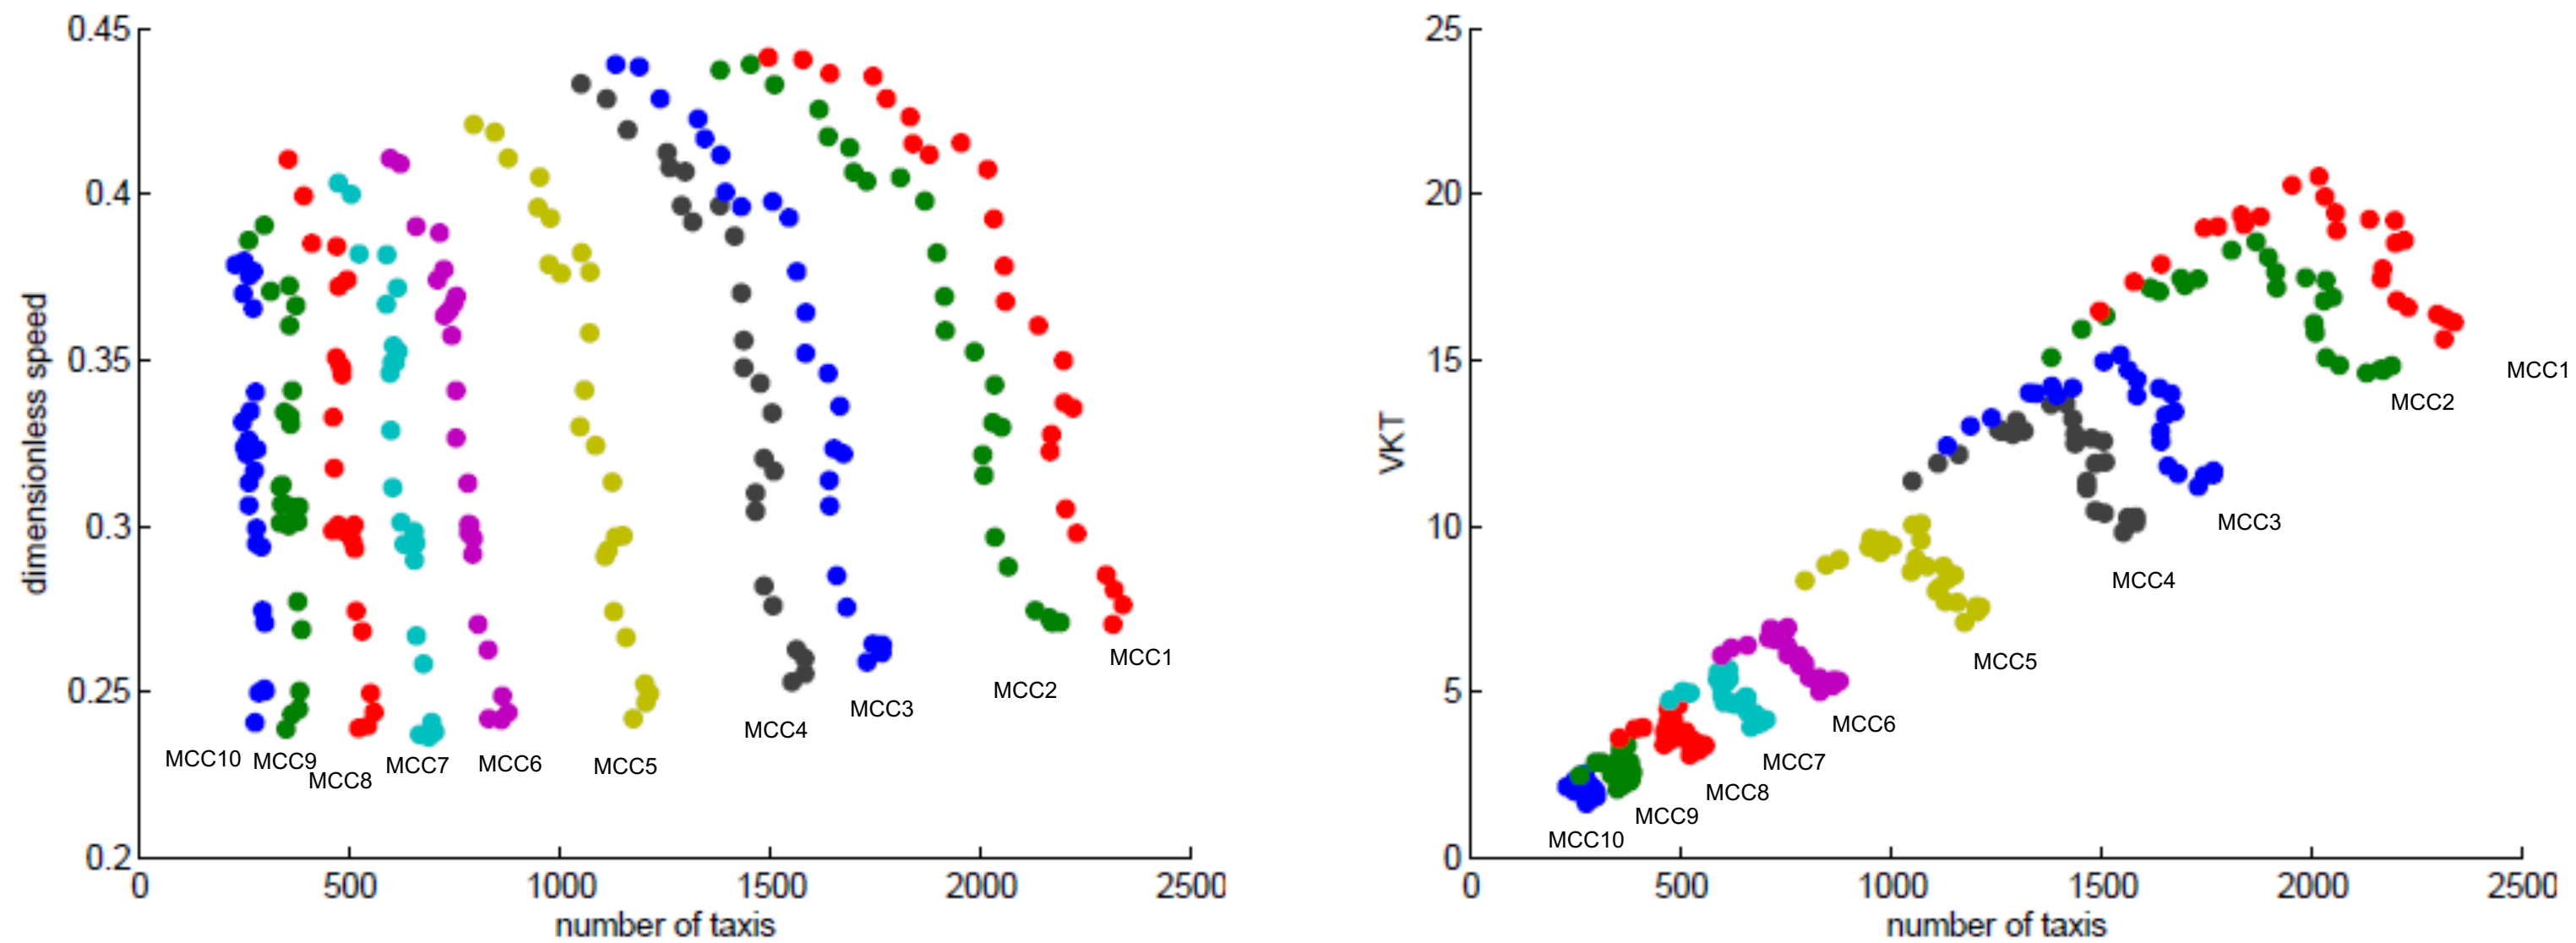 0.45
0.4
0.35
0.3
0.25
0.2
dimensionless speed
0 500 1000 1500 2000 2500
number of taxis
MCC10 MCC9 MCC8 MCC7 MCC6 MCC5 MCC4 MCC3 MCC2 MCC1
25
20
15
10
5
0
VKT
0 500 1000 1500 2000 2500
number of taxis
MCC1
MCC2
MCC3
MCC4
MCC5
MCC6
MCC7
MCC8
MCC9
MCC10